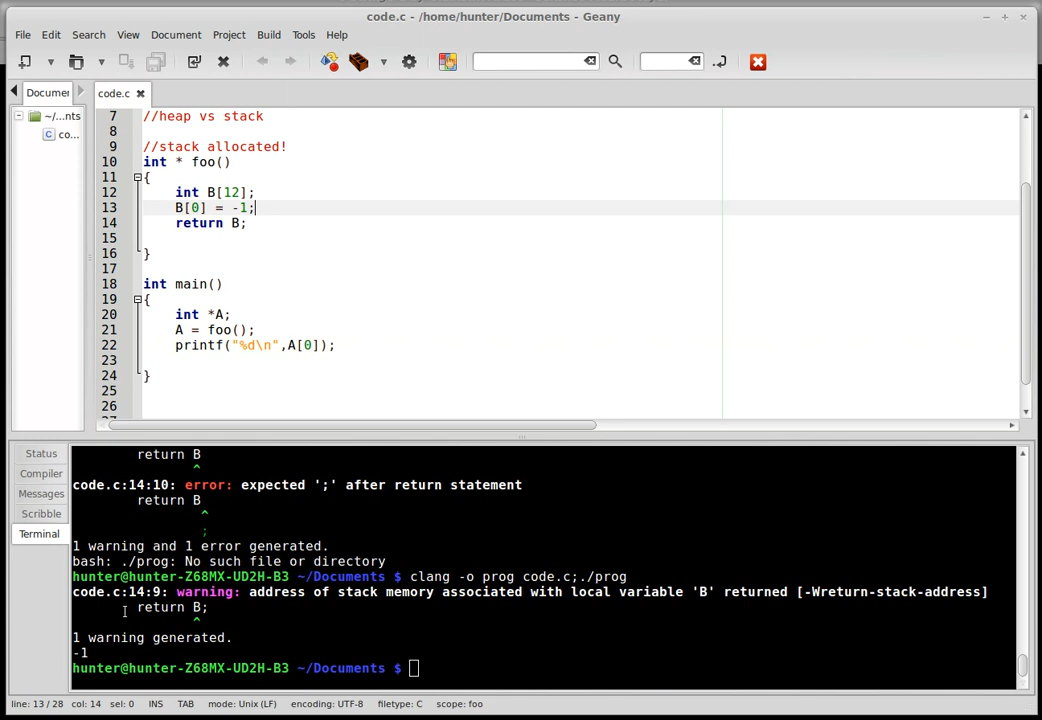 code.c - /home/hunter/Documents - Geany
File Edit Search View Document Project Build Tools Help
Documer code.c
~/...nts
co...
7 //heap vs stack
8
9 //stack allocated!
10 int * foo()
11 {
12 int B[12];
13 B[0] = -1;
14 return B;
15
16 }
17
18 int main()
19 {
20 int *A;
21 A = foo();
22 printf("%d\n",A[0]);
23
24 }
25
26
Status
Compiler
Messages
Scribble
Terminal
return B
^
code.c:14:10: error: expected ';' after return statement
return B
^
;
1 warning and 1 error generated.
bash: ./prog: No such file or directory
hunter@hunter-Z68MX-UD2H-B3 ~/Documents $ clang -o prog code.c;./prog
code.c:14:9: warning: address of stack memory associated with local variable 'B' returned [-Wreturn-stack-address]
return B;
^
1 warning generated.
-1
hunter@hunter-Z68MX-UD2H-B3 ~/Documents $
line: 13 / 28 col: 14 sel: 0 INS TAB mode: Unix (LF) encoding: UTF-8 filetype: C scope: foo